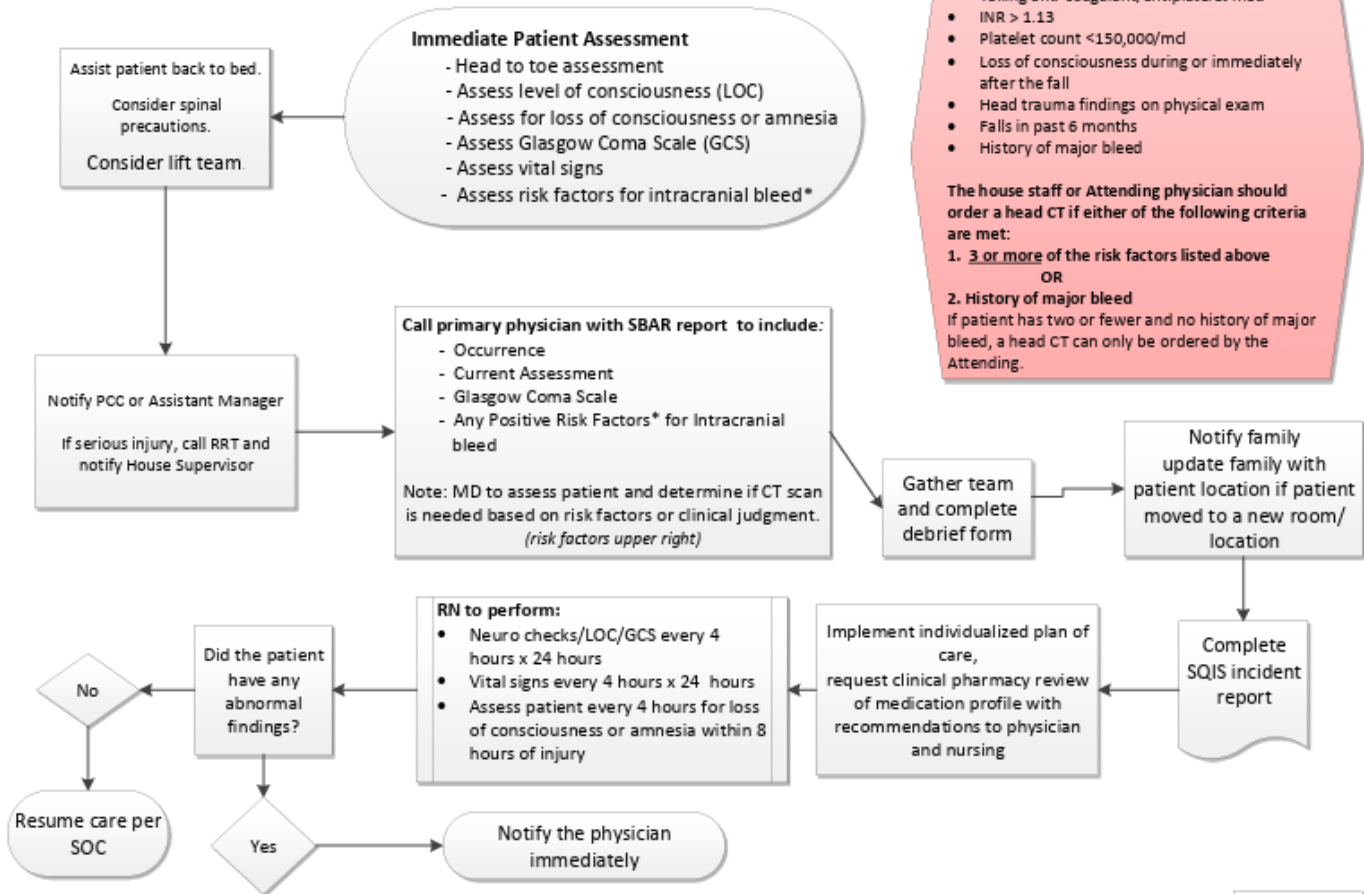 Immediate Patient Assessment
- Head to toe assessment
- Assess level of consciousness (LOC)
- Assess for loss of consciousness or amnesia
- Assess Glasgow Coma Scale (GCS)
- Assess vital signs
- Assess risk factors for intracranial bleed*
Assist patient back to bed.
Consider spinal
precautions.
Consider lift team.
• INR > 1.13
• Platelet count <150,000/mcl
• Loss of consciousness during or immediately
after the fall
• Head trauma findings on physical exam
• Falls in past 6 months
• History of major bleed
The house staff or Attending physician should
order a head CT if either of the following criteria
are met:
1. 3 or more of the risk factors listed above
OR
2. History of major bleed
If patient has two or fewer and no history of major
bleed, a head CT can only be ordered by the
Attending.
Notify PCC or Assistant Manager
If serious injury, call RRT and
notify House Supervisor
Call primary physician with SBAR report to include:
- Occurrence
- Current Assessment
- Glasgow Coma Scale
- Any Positive Risk Factors* for Intracranial
bleed
Note: MD to assess patient and determine if CT scan
is needed based on risk factors or clinical judgment.
(risk factors upper right)
Gather team
and complete
debrief form
Notify family
update family with
patient location if patient
moved to a new room/
location
Complete
SQIS incident
report
Implement individualized plan of
care,
request clinical pharmacy review
of medication profile with
recommendations to physician
and nursing
RN to perform:
• Neuro checks/LOC/GCS every 4
hours x 24 hours
• Vital signs every 4 hours x 24 hours
• Assess patient every 4 hours for loss
of consciousness or amnesia within 8
hours of injury
Did the patient
have any
abnormal
findings?
No
Resume care per
SOC
Yes
Notify the physician
immediately